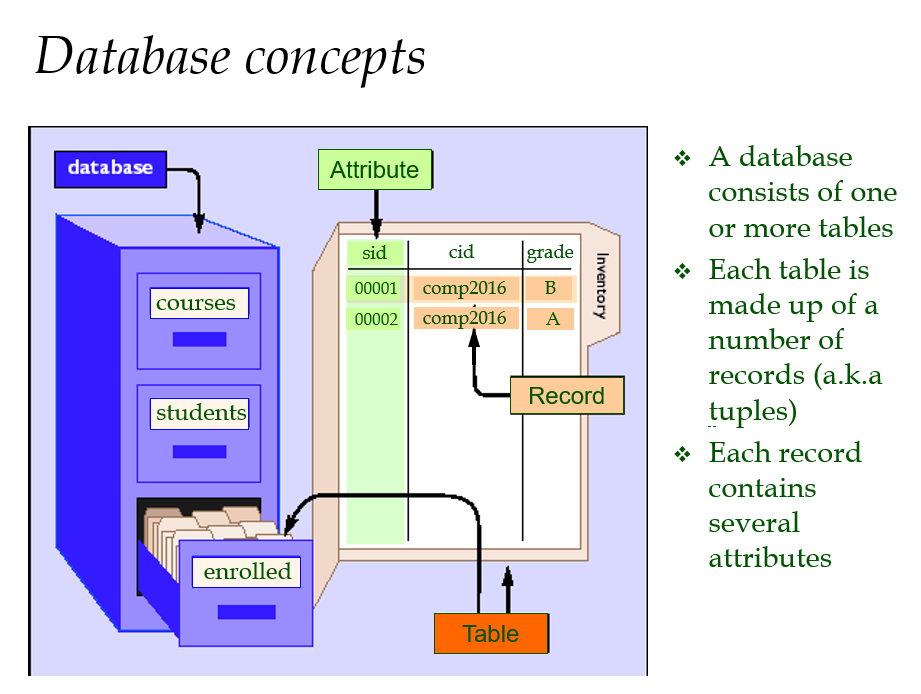 Database concepts
database
Attribute
sid cid grade
00001 comp2016 B
00002 comp2016 A
Inventory
courses
students
enrolled
Record
Table
❖ A database
consists of one
or more tables
❖ Each table is
made up of a
number of
records (a.k.a
tuples)
❖ Each record
contains
several
attributes